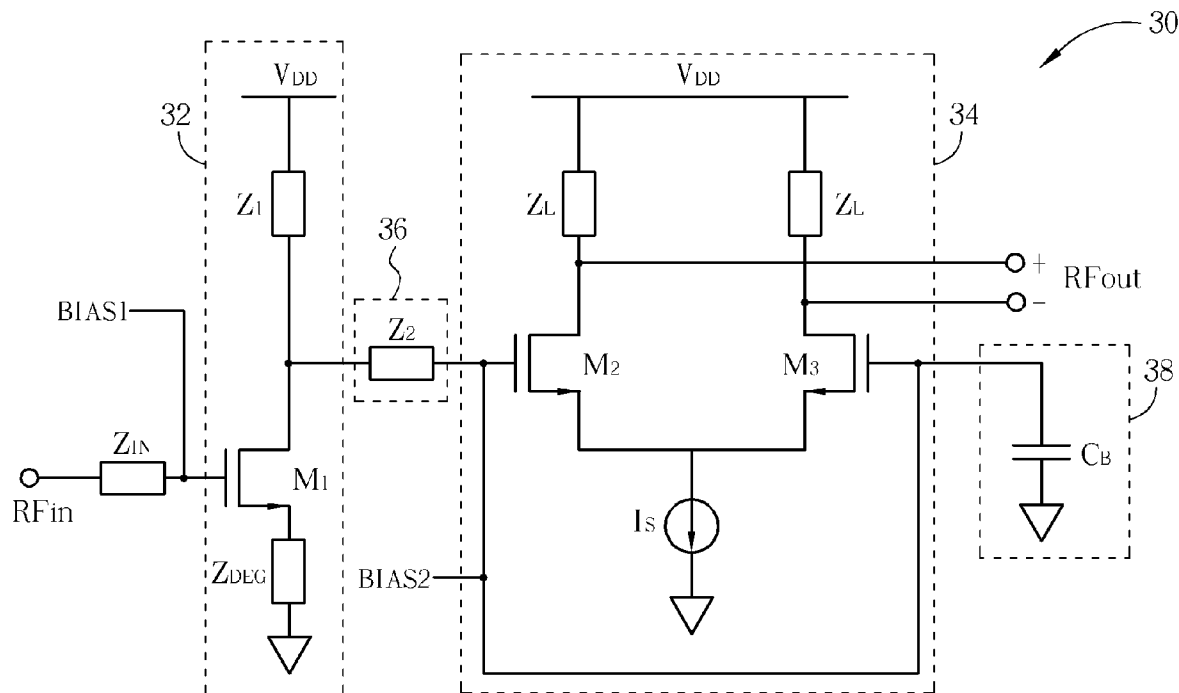 30
32
VDD
VDD
34
Z1
ZL
ZL
36
+
RFout
-
BIAS1
Z2
M2
M3
38
ZIN
M1
CB
RFin
IS
ZDEG
BIAS2